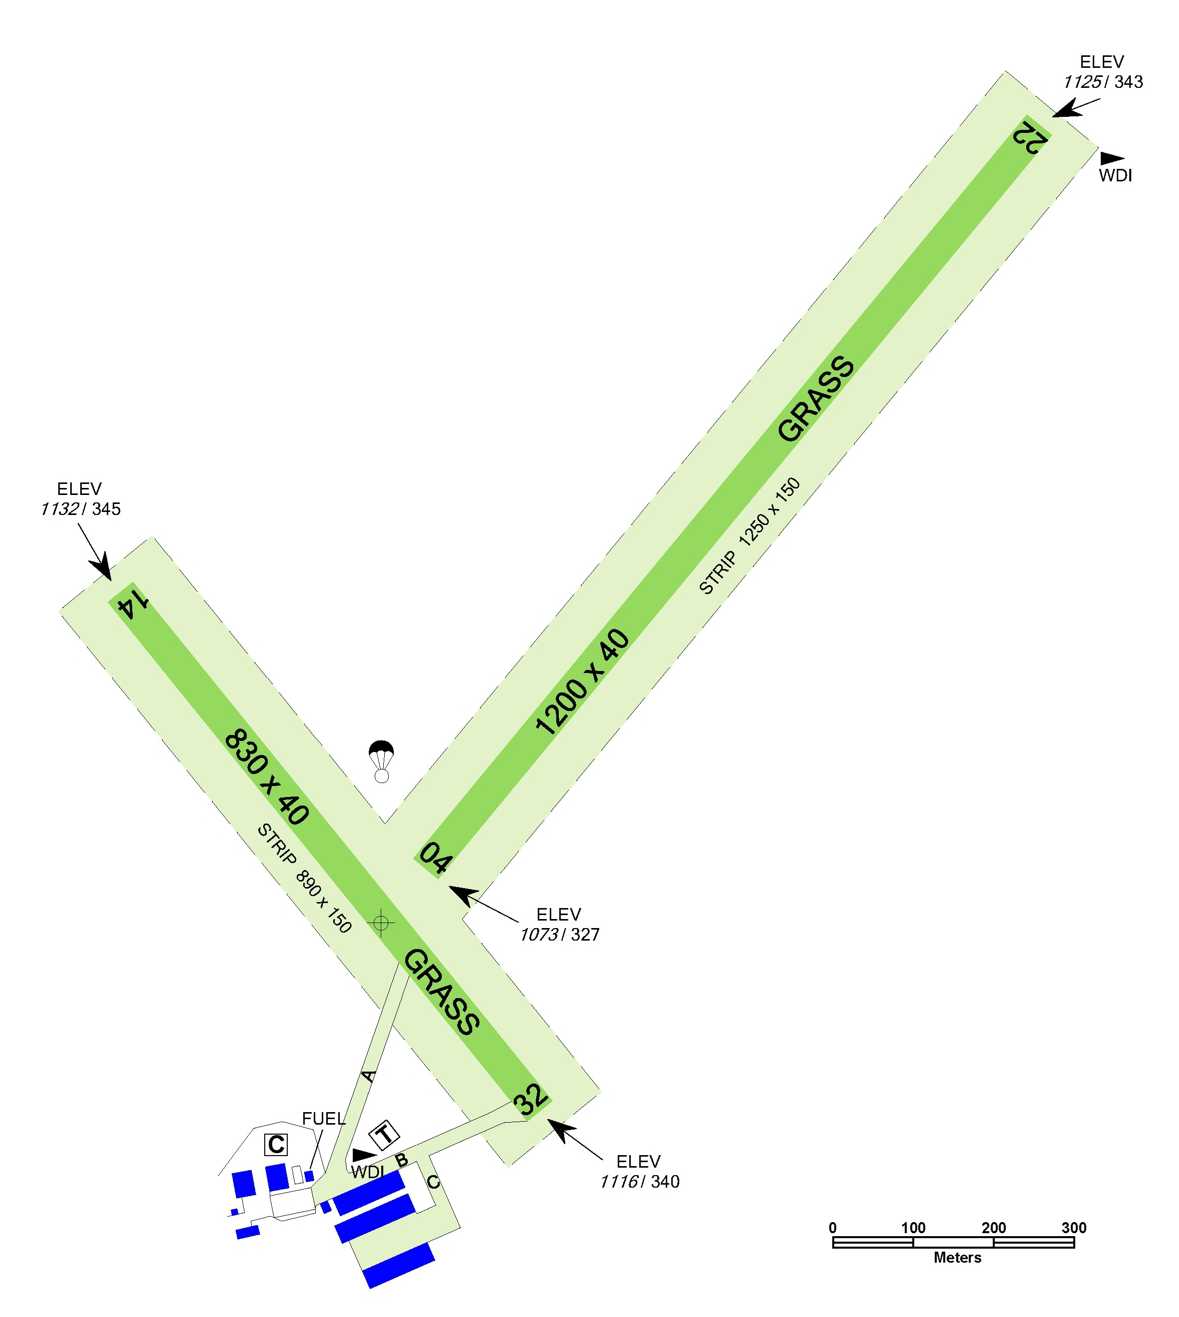 ELEV
1125 / 343
22
WDI
GRASS
STRIP 1250 x 150
ELEV
1132 / 345
14
1200 x 40
830 x 40
STRIP 890 x 150
04
ELEV
1073 / 327
GRASS
A
32
FUEL
T
C
WDI
B
C
ELEV
1116 / 340
0 100 200 300
Meters